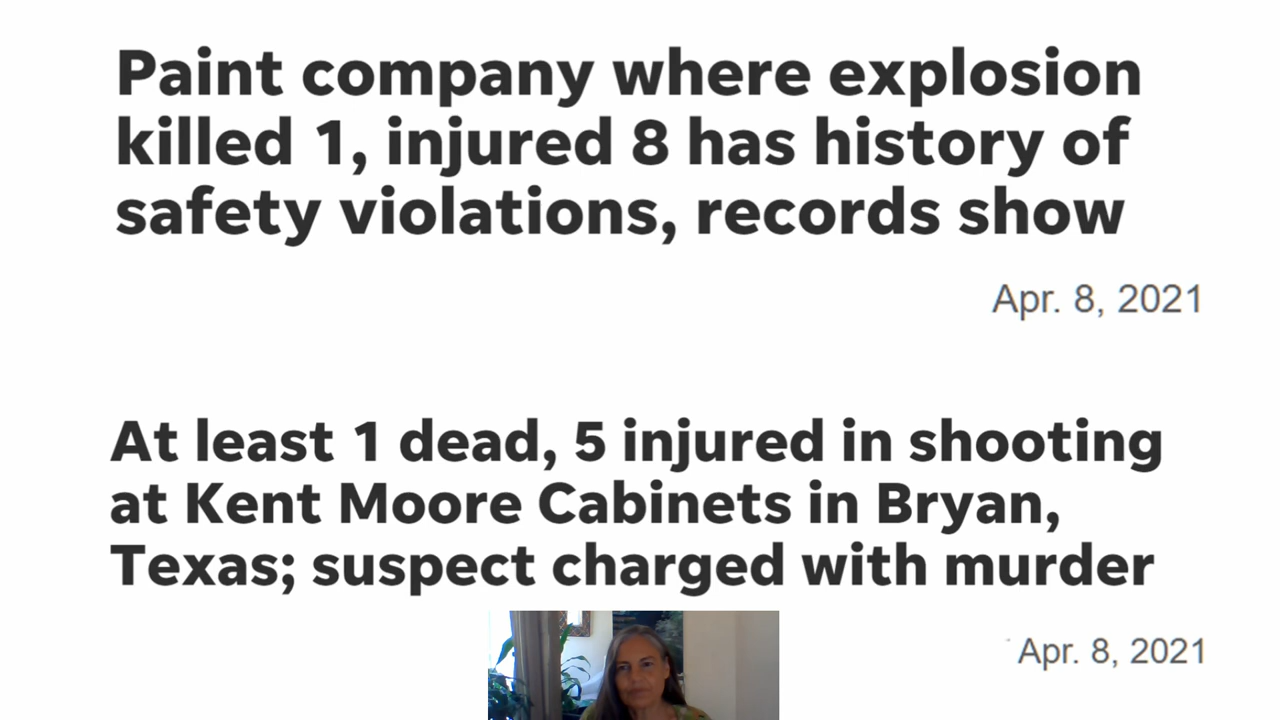 Paint company where explosion
killed 1, injured 8 has history of
safety violations, records show
Apr. 8, 2021
At least 1 dead, 5 injured in shooting
at Kent Moore Cabinets in Bryan,
Texas; suspect charged with murder
Apr. 8, 2021